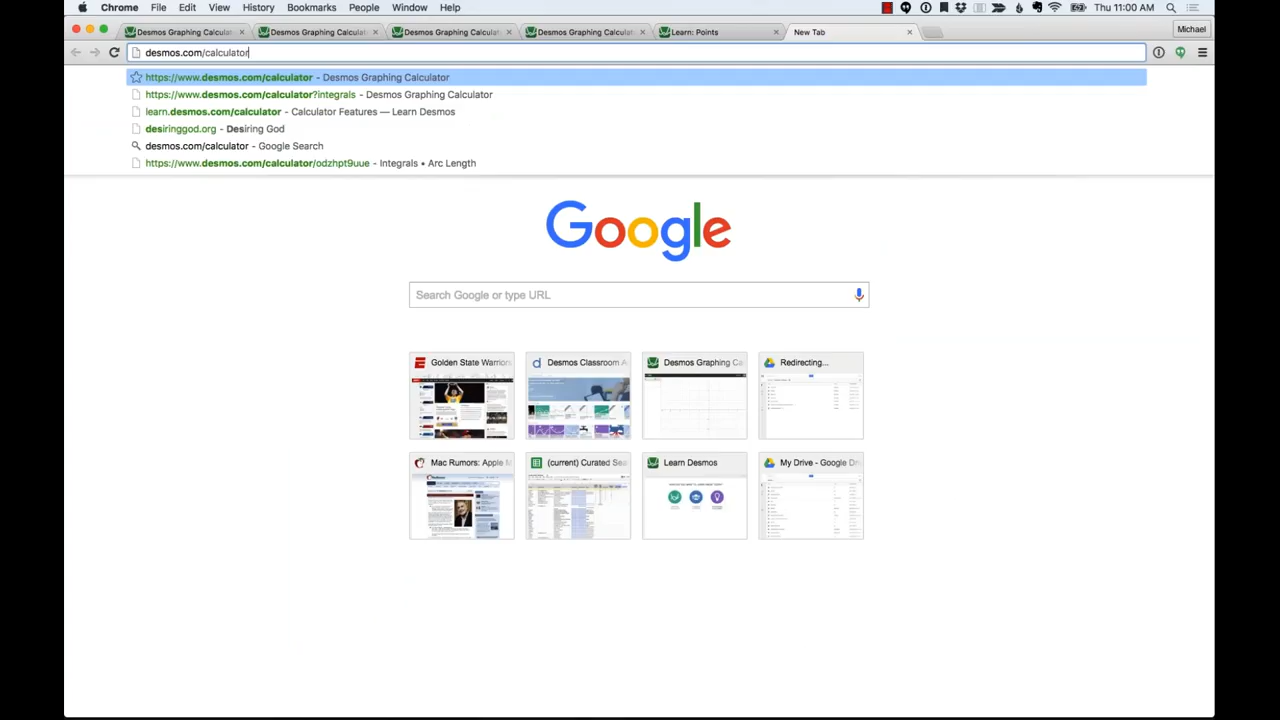 Chrome File Edit View History Bookmarks People Window Help Thu 11:00 AM
Desmos Graphing Calculat Desmos Graphing Calculat Desmos Graphing Calculat Desmos Graphing Calculat Learn: Points New Tab Michael
desmos.com/calculator
https://www.desmos.com/calculator - Desmos Graphing Calculator
https://www.desmos.com/calculator?integrals - Desmos Graphing Calculator
learn.desmos.com/calculator - Calculator Features — Learn Desmos
desiringgod.org - Desiring God
desmos.com/calculator - Google Search
https://www.desmos.com/calculator/odzhpt9uue - Integrals • Arc Length
Google
Search Google or type URL
Golden State Warrior Desmos Classroom A Desmos Graphing Ca Redirecting...
Mac Rumors: Apple M (current) Curated Sea Learn Desmos My Drive - Google Dr